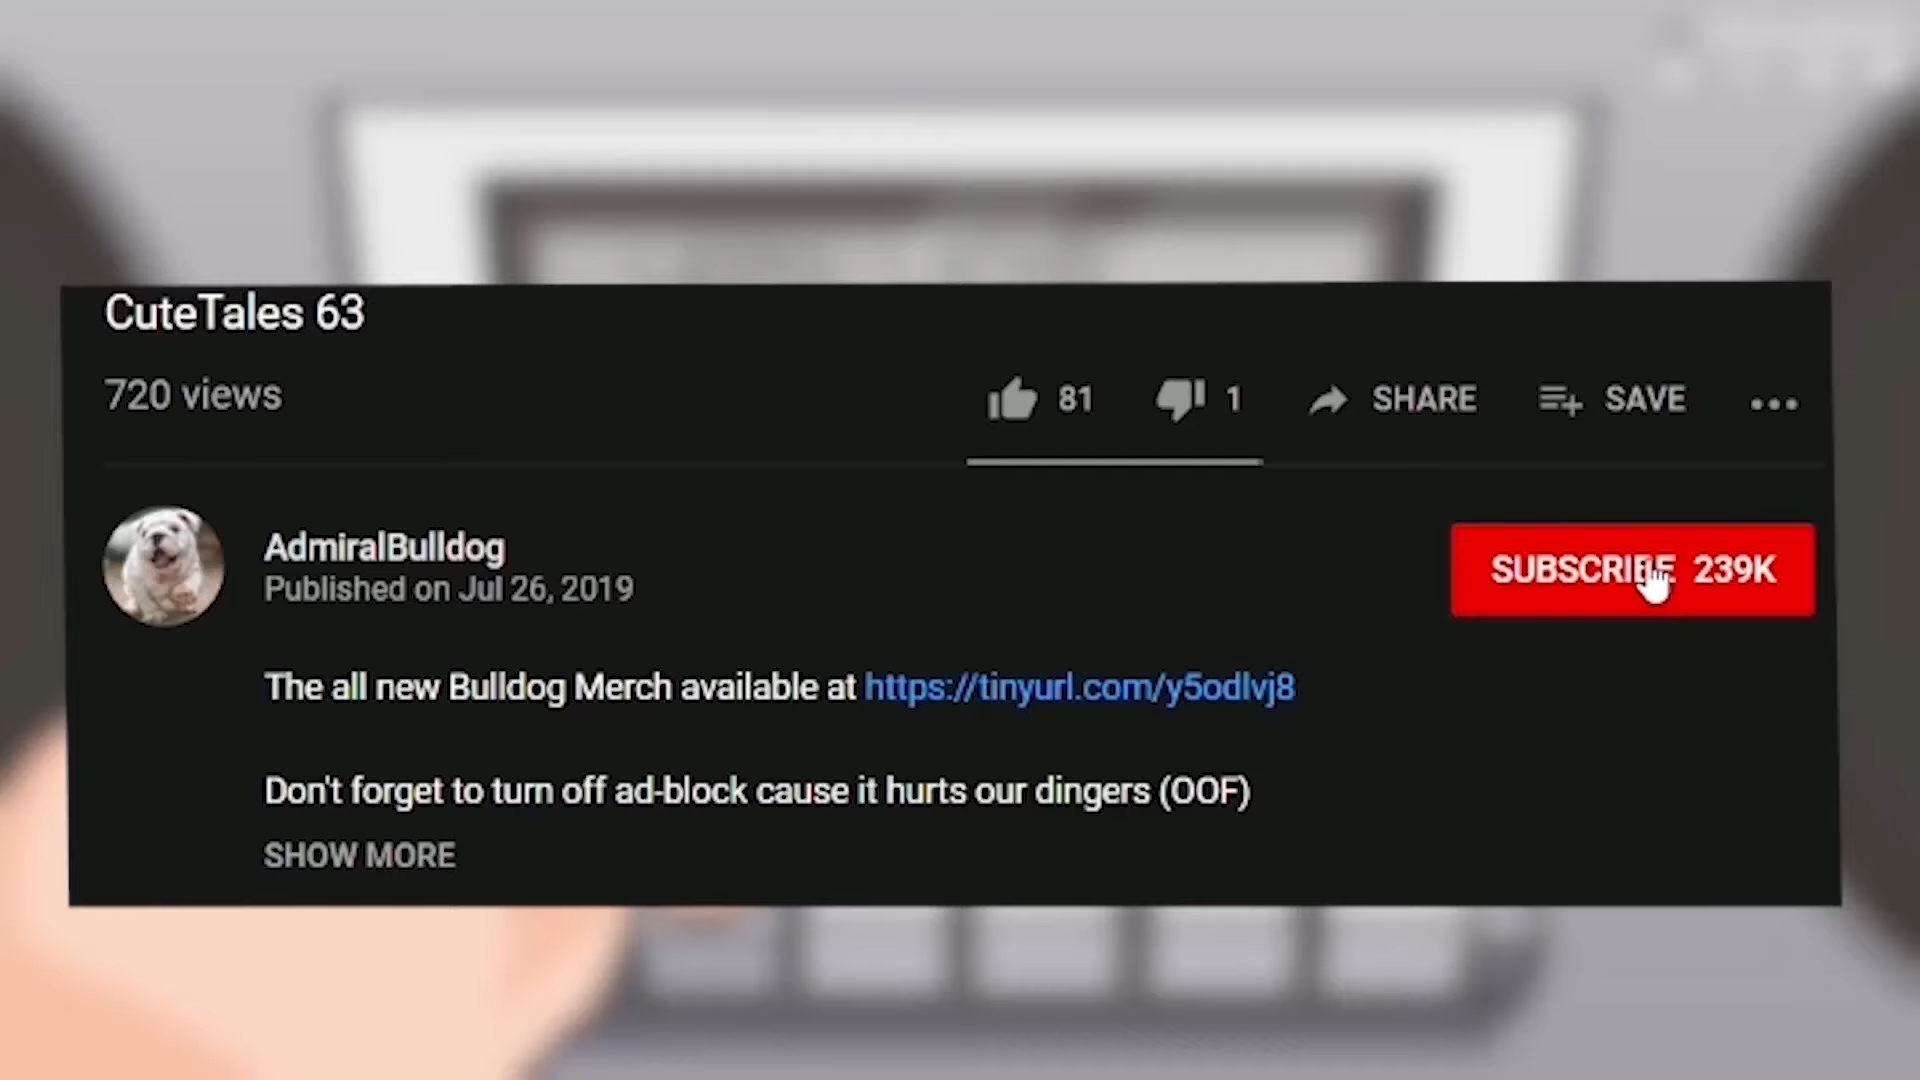 CuteTales 63
720 views
81 1 SHARE SAVE
AdmiralBulldog
Published on Jul 26, 2019
SUBSCRIBE 239K
The all new Bulldog Merch available at https://tinyurl.com/y5odlvj8
Don't forget to turn off ad-block cause it hurts our dingers (OOF)
SHOW MORE